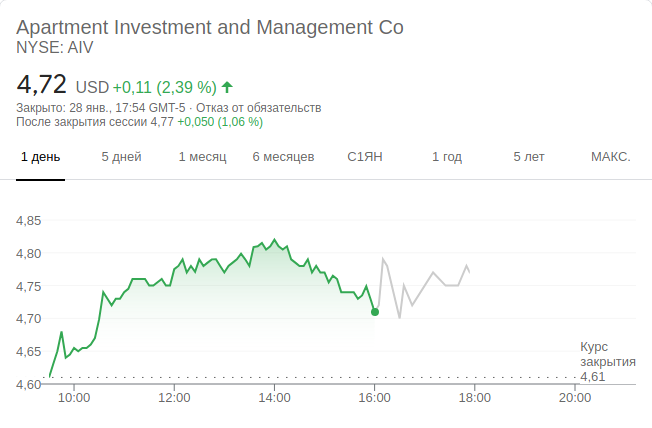 Apartment Investment and Management Co
NYSE: AIV
4,72 USD +0,11 (2,39 %)
Закрыто: 28 янв., 17:54 GMT-5 · Отказ от обязательств
После закрытия сессии 4,77 +0,050 (1,06 %)
1 день 5 дней 1 месяц 6 месяцев С1ЯН 1 год 5 лет МАКС.
4,85
4,80
4,75
4,70
4,65
4,60
Курс
закрытия
4,61
10:00 12:00 14:00 16:00 18:00 20:00